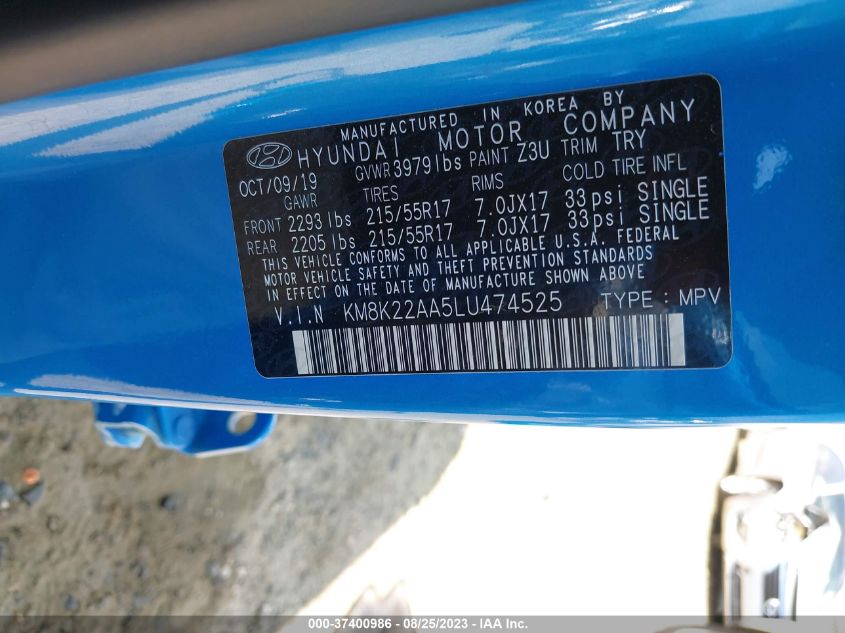 MANUFACTURED IN KOREA BY
HYUNDAI MOTOR COMPANY
OCT/09/19 GVWR 3979 lbs PAINT Z3U TRIM TRY
GAWR TIRES RIMS COLD TIRE INFL
FRONT 2293 lbs 215/55R17 7.0JX17 33psi SINGLE
REAR 2205 lbs 215/55R17 7.0JX17 33psi SINGLE
THIS VEHICLE CONFORMS TO ALL APPLICABLE U.S.A. FEDERAL
MOTOR VEHICLE SAFETY AND THEFT PREVENTION STANDARDS
IN EFFECT ON THE DATE OF MANUFACTURE SHOWN ABOVE
V.I.N KM8K22AA5LU474525 TYPE : MPV
000-37400986 - 08/25/2023 - IAA Inc.